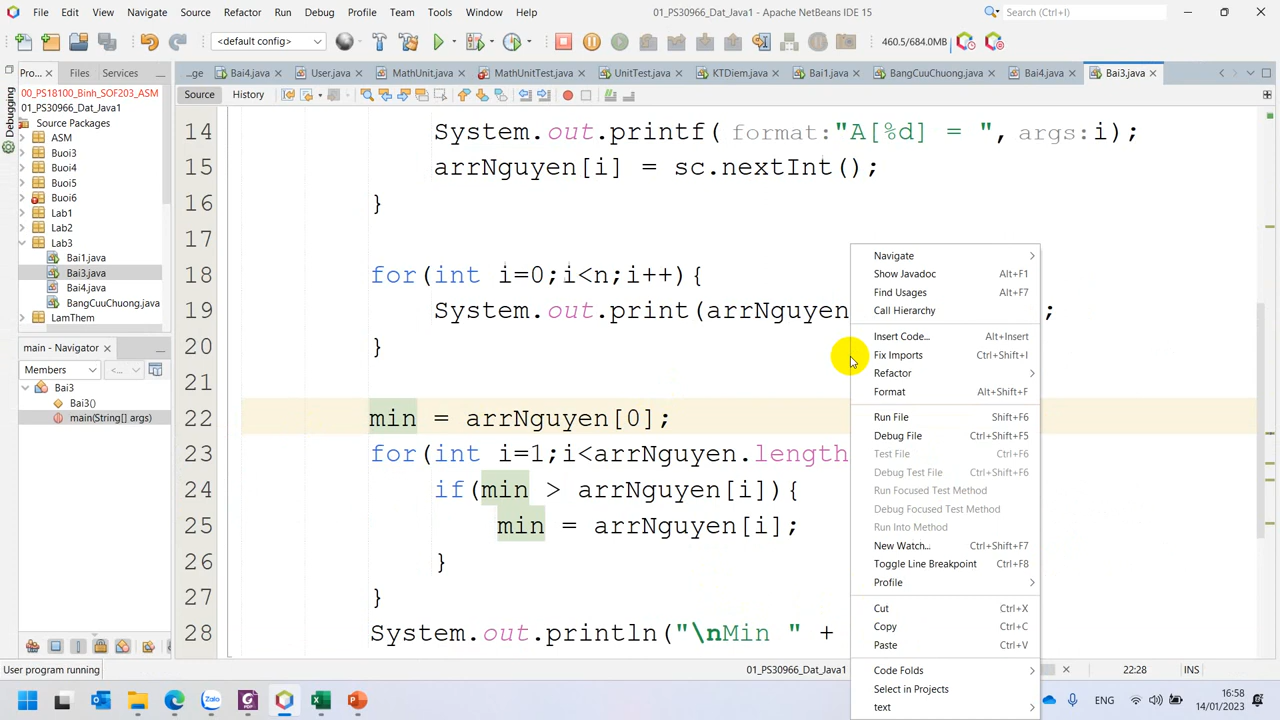 File Edit View Navigate Source Refactor Run Debug Profile Team Tools Window Help
01_PS30966_Dat_Java1 - Apache NetBeans IDE 15
Search (Ctrl+I)
<default config>
460.5/684.0MB
Pro...
Files
Services
...ge
Bai4.java
User.java
MathUnit.java
MathUnitTest.java
UnitTest.java
KTDiem.java
Bai1.java
BangCuuChuong.java
Bai4.java
Bai3.java
Debugging
01_PS18100_Binh_SOF203_ASM
01_PS30966_Dat_Java1
Source Packages
ASM
Buoi3
Buoi4
Buoi5
Buoi6
Lab1
Lab2
Lab3
Bai1.java
Bai3.java
Bai4.java
BangCuuChuong.java
LamThem
main - Navigator
Members
<...
Bai3
Bai3()
main(String[] args)
Source
History
14 System.out.printf( format:"A[%d] = ", args:i);
15 arrNguyen[i] = sc.nextInt();
16 }
17
18 for(int i=0;i<n;i++){
19 System.out.print(arrNguyen ;
20 }
21
22 min = arrNguyen[0];
23 for(int i=1;i<arrNguyen.length
24 if(min > arrNguyen[i]){
25 min = arrNguyen[i];
26 }
27 }
28 System.out.println("\nMin " +
Navigate
Show Javadoc Alt+F1
Find Usages Alt+F7
Call Hierarchy
Insert Code... Alt+Insert
Fix Imports Ctrl+Shift+I
Refactor
Format Alt+Shift+F
Run File Shift+F6
Debug File Ctrl+Shift+F5
Test File Ctrl+F6
Debug Test File Ctrl+Shift+F6
Run Focused Test Method
Debug Focused Test Method
Run Into Method
New Watch... Ctrl+Shift+F7
Toggle Line Breakpoint Ctrl+F8
Profile
Cut Ctrl+X
Copy Ctrl+C
Paste Ctrl+V
Code Folds
Select in Projects
text
User program running
01_PS30966_Dat_Java1
22:28
INS
ENG
16:58
14/01/2023